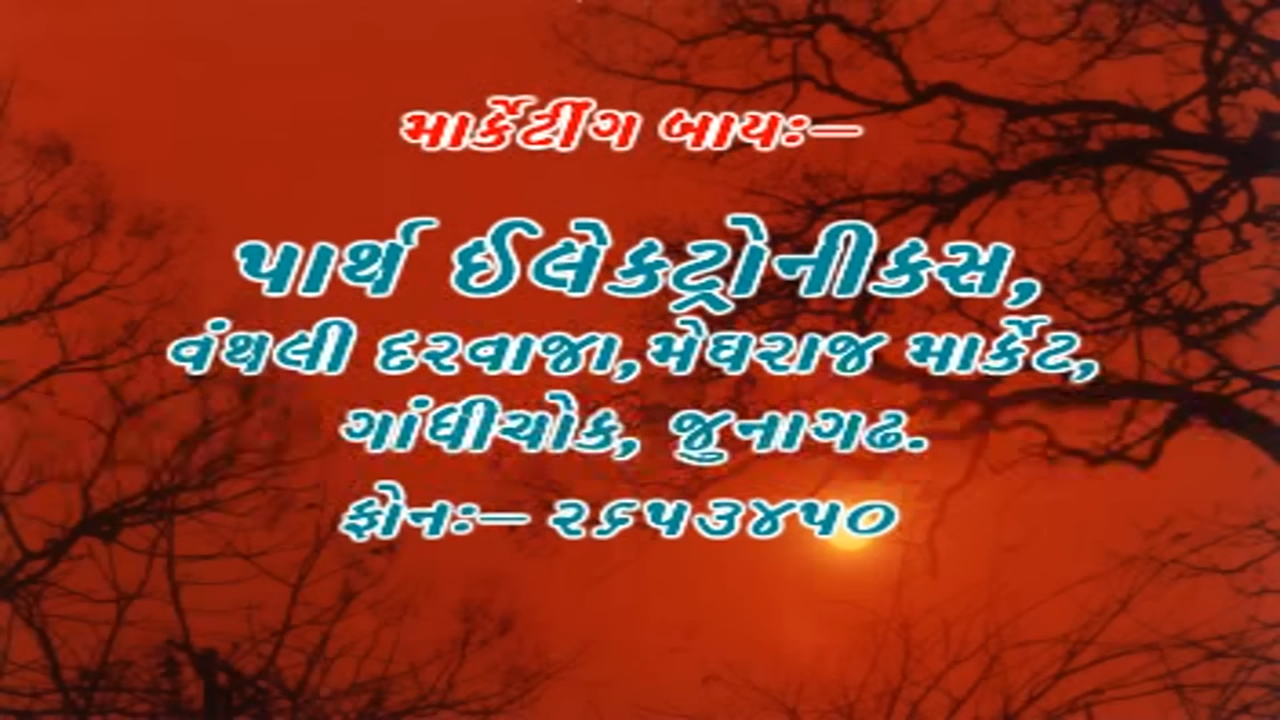 માર્કેટીંગ બાયઃ–
પાર્થ ઈલેકટ્રોનીકસ,
વંથલી દરવાજા,મેઘરાજ માર્કેટ,
ગાંધીચોક, જુનાગઢ.
ફોનઃ– ૨૬૫૩૪૫૦